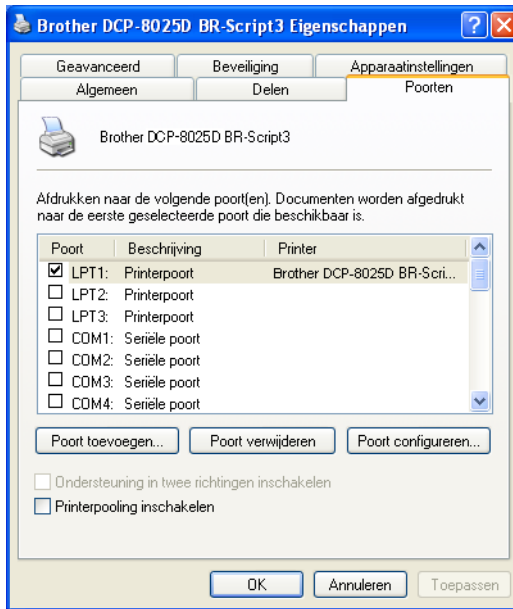 Brother DCP-8025D BR-Script3 Eigenschappen
Geavanceerd Beveiliging Apparaatinstellingen
Algemeen Delen Poorten
Brother DCP-8025D BR-Script3
Afdrukken naar de volgende poort(en). Documenten worden afgedrukt
naar de eerste geselecteerde poort die beschikbaar is.
Poort Beschrijving Printer
LPT1: Printerpoort Brother DCP-8025D BR-Scri...
LPT2: Printerpoort
LPT3: Printerpoort
COM1: Seriële poort
COM2: Seriële poort
COM3: Seriële poort
COM4: Seriële poort
Poort toevoegen... Poort verwijderen Poort configureren...
Ondersteuning in twee richtingen inschakelen
Printerpooling inschakelen
OK Annuleren Toepassen